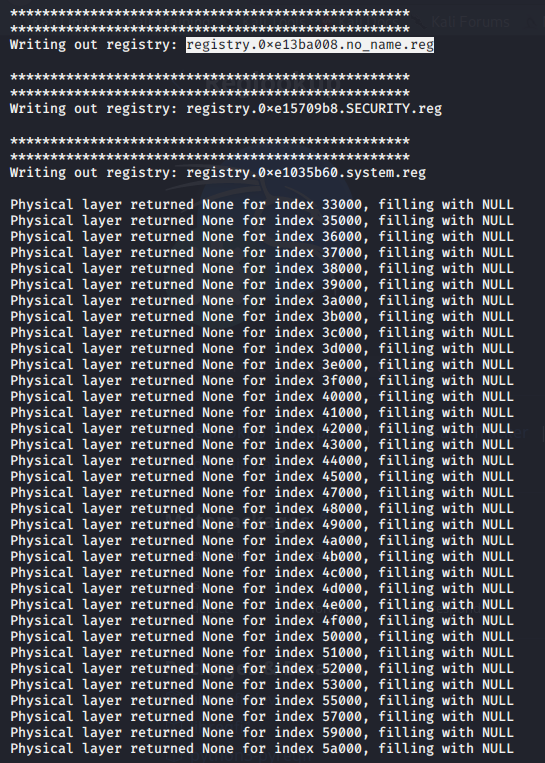 Kali Forums
**************************************************
**************************************************
Writing out registry: registry.0×e13ba008.no_name.reg
**************************************************
**************************************************
Writing out registry: registry.0×e15709b8.SECURITY.reg
**************************************************
**************************************************
Writing out registry: registry.0×e1035b60.system.reg
Physical layer returned None for index 33000, filling with NULL
Physical layer returned None for index 35000, filling with NULL
Physical layer returned None for index 36000, filling with NULL
Physical layer returned None for index 37000, filling with NULL
Physical layer returned None for index 38000, filling with NULL
Physical layer returned None for index 39000, filling with NULL
Physical layer returned None for index 3a000, filling with NULL
Physical layer returned None for index 3b000, filling with NULL
Physical layer returned None for index 3c000, filling with NULL
Physical layer returned None for index 3d000, filling with NULL
Physical layer returned None for index 3e000, filling with NULL
Physical layer returned None for index 3f000, filling with NULL
Physical layer returned None for index 40000, filling with NULL
Physical layer returned None for index 41000, filling with NULL
Physical layer returned None for index 42000, filling with NULL
Physical layer returned None for index 43000, filling with NULL
Physical layer returned None for index 44000, filling with NULL
Physical layer returned None for index 45000, filling with NULL
Physical layer returned None for index 47000, filling with NULL
Physical layer returned None for index 48000, filling with NULL
Physical layer returned None for index 49000, filling with NULL
Physical layer returned None for index 4a000, filling with NULL
Physical layer returned None for index 4b000, filling with NULL
Physical layer returned None for index 4c000, filling with NULL
Physical layer returned None for index 4d000, filling with NULL
Physical layer returned None for index 4e000, filling with NULL
Physical layer returned None for index 4f000, filling with NULL
Physical layer returned None for index 50000, filling with NULL
Physical layer returned None for index 51000, filling with NULL
Physical layer returned None for index 52000, filling with NULL
Physical layer returned None for index 53000, filling with NULL
Physical layer returned None for index 55000, filling with NULL
Physical layer returned None for index 57000, filling with NULL
Physical layer returned None for index 59000, filling with NULL
Physical layer returned None for index 5a000, filling with NULL